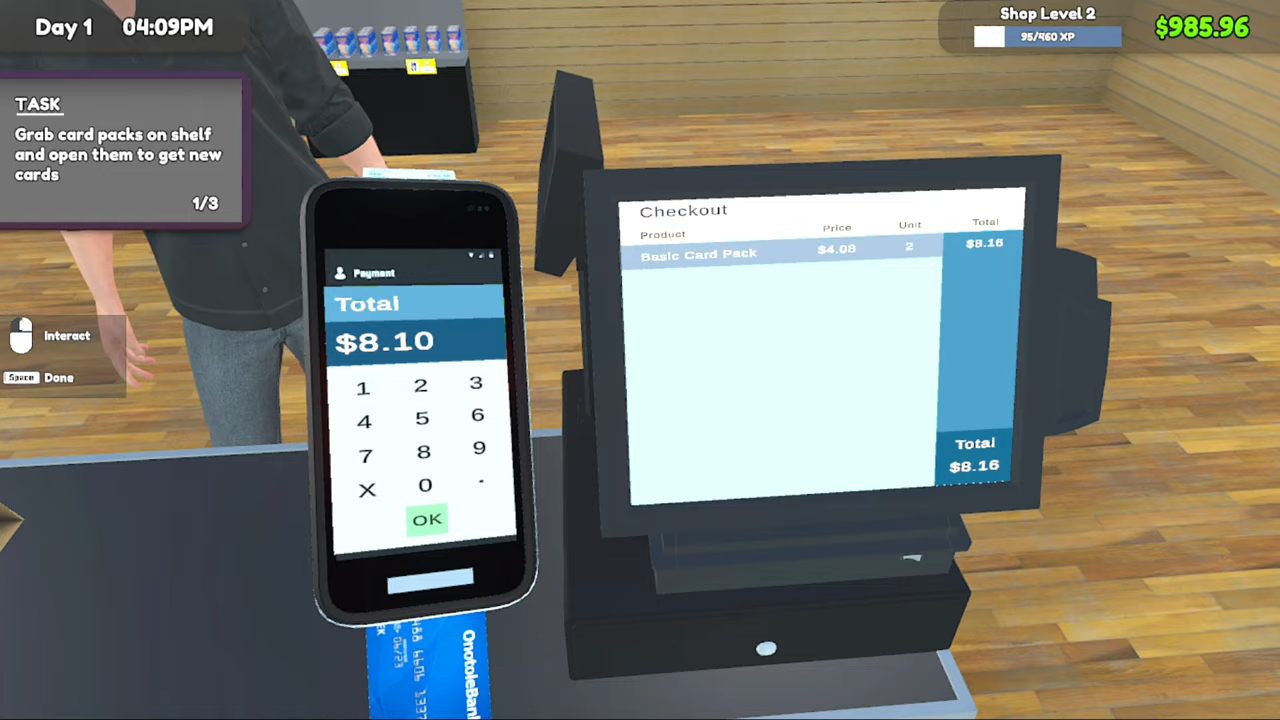 Day 1 04:09PM
Shop Level 2
95/460 XP
$985.96
TASK
Grab card packs on shelf
and open them to get new
cards
1/3
Interact
Space Done
Payment
Total
$8.10
1 2 3
4 5 6
7 8 9
X 0 .
OK
Checkout
Product Price Unit Total
Basic Card Pack $4.08 2 $8.16
Total
$8.16
OnotoleBank